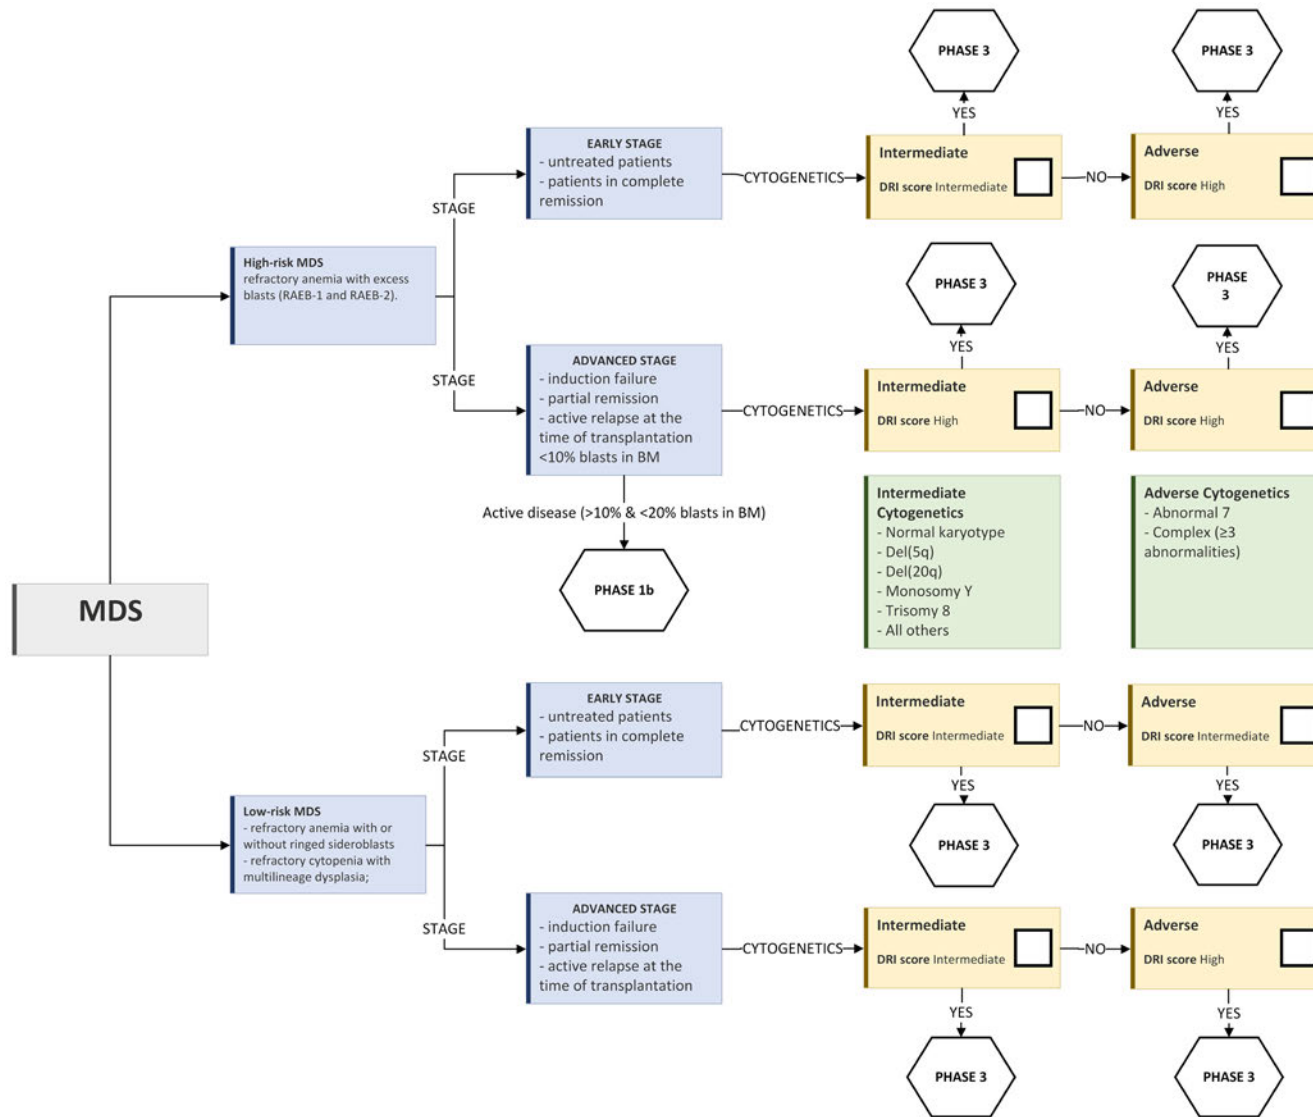 PHASE 3
PHASE 3
YES
YES
EARLY STAGE
- untreated patients
- patients in complete
remission
CYTOGENETICS
Intermediate
DRI score Intermediate
NO
Adverse
DRI score High
STAGE
High-risk MDS
refractory anemia with excess
blasts (RAEB-1 and RAEB-2).
PHASE 3
PHASE
3
YES
YES
STAGE
ADVANCED STAGE
- induction failure
- partial remission
- active relapse at the
time of transplantation
<10% blasts in BM
CYTOGENETICS
Intermediate
DRI score High
NO
Adverse
DRI score High
Active disease (>10% & <20% blasts in BM)
PHASE 1b
Intermediate
Cytogenetics
- Normal karyotype
- Del(5q)
- Del(20q)
- Monosomy Y
- Trisomy 8
- All others
Adverse Cytogenetics
- Abnormal 7
- Complex (≥3
abnormalities)
MDS
EARLY STAGE
- untreated patients
- patients in complete
remission
CYTOGENETICS
Intermediate
DRI score Intermediate
NO
Adverse
DRI score Intermediate
STAGE
YES
YES
PHASE 3
PHASE 3
Low-risk MDS
- refractory anemia with or
without ringed sideroblasts
- refractory cytopenia with
multilineage dysplasia;
STAGE
ADVANCED STAGE
- induction failure
- partial remission
- active relapse at the
time of transplantation
CYTOGENETICS
Intermediate
DRI score Intermediate
NO
Adverse
DRI score High
YES
YES
PHASE 3
PHASE 3